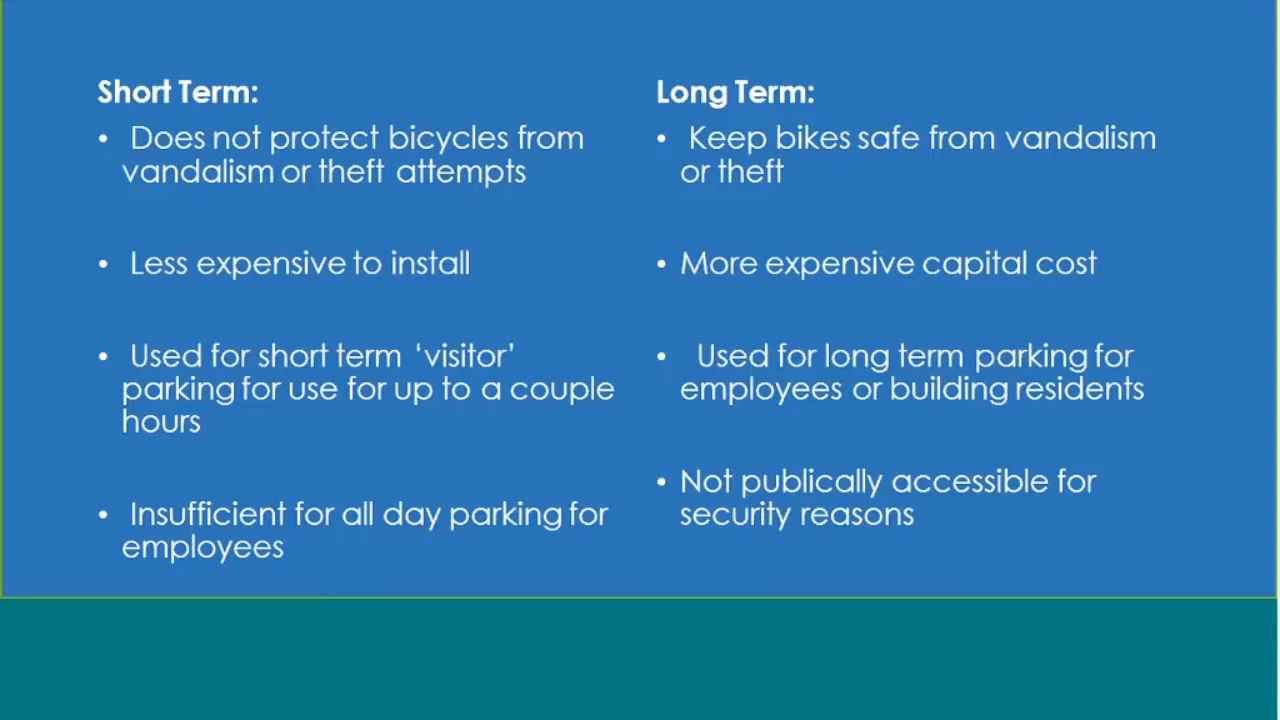 Short Term:
• Does not protect bicycles from
vandalism or theft attempts
• Less expensive to install
• Used for short term ‘visitor’
parking for use for up to a couple
hours
• Insufficient for all day parking for
employees
Long Term:
• Keep bikes safe from vandalism
or theft
• More expensive capital cost
• Used for long term parking for
employees or building residents
• Not publically accessible for
security reasons